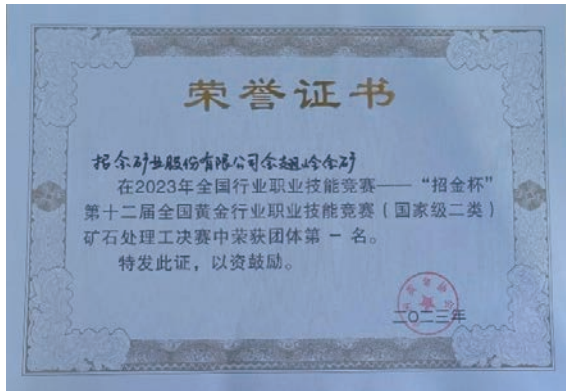 荣誉证书
招金矿业股份有限公司金翅岭金矿
在2023年全国行业职业技能竞赛——“招金杯”
第十二届全国黄金行业职业技能竞赛（国家级二类）
矿石处理工决赛中荣获团体第一名。
特发此证，以资鼓励。
二〇二三年